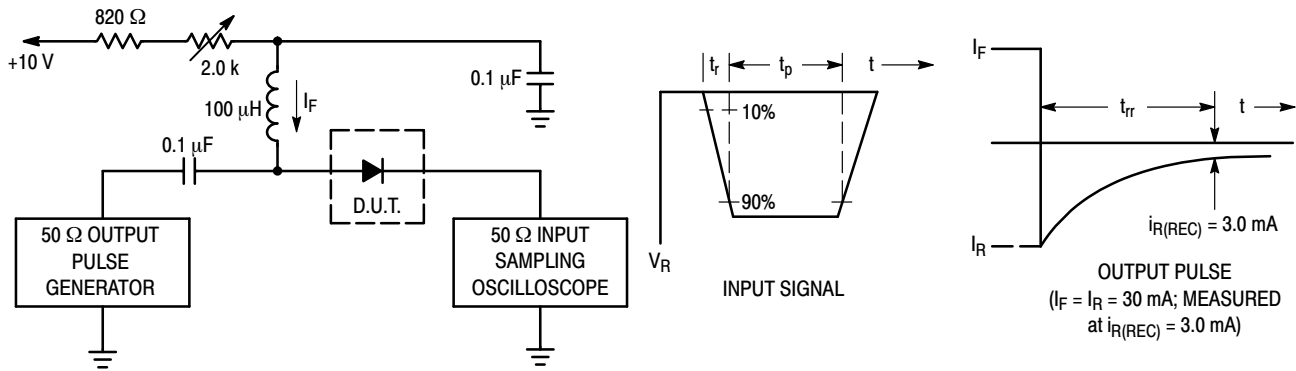 820 Ω
+10 V
2.0 k
100 µH
I_F
0.1 µF
0.1 µF
D.U.T.
50 Ω OUTPUT
PULSE
GENERATOR
50 Ω INPUT
SAMPLING
OSCILLOSCOPE
t_r
t_p
t
10%
90%
V_R
INPUT SIGNAL
I_F
t_rr
t
I_R
i_R(REC) = 3.0 mA
OUTPUT PULSE
(I_F = I_R = 30 mA; MEASURED
at i_R(REC) = 3.0 mA)